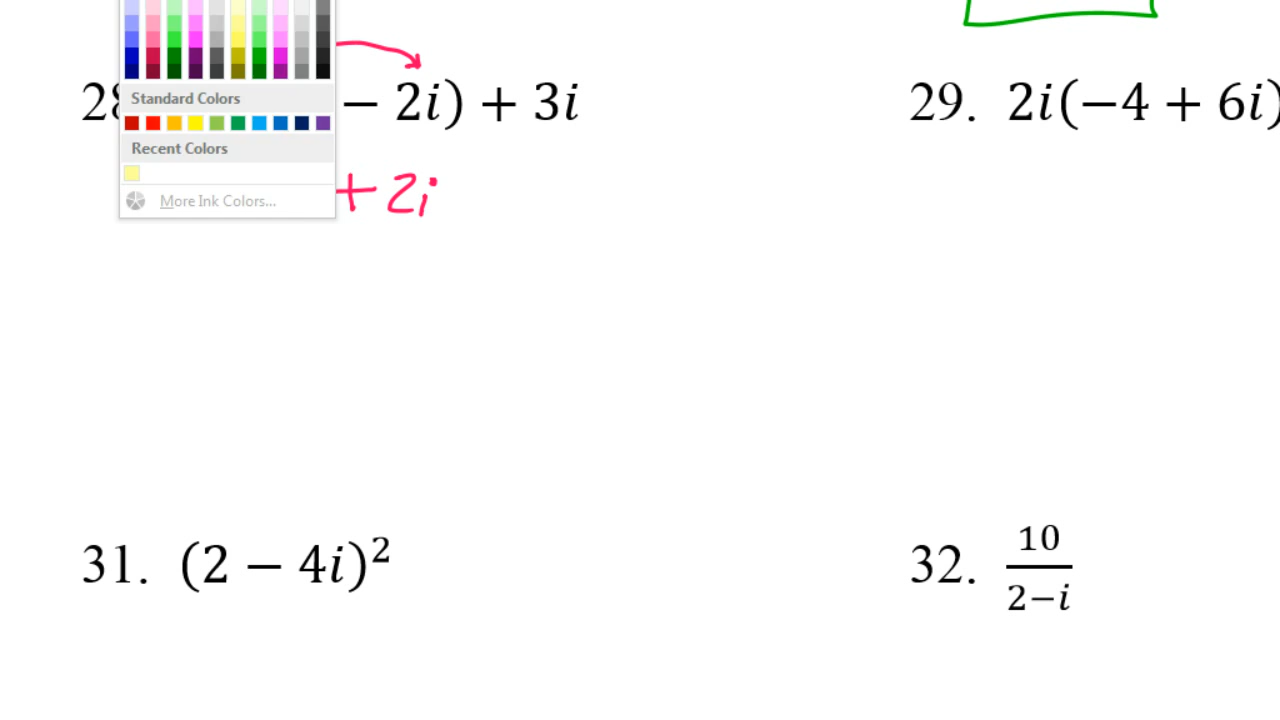 28
− 2i) + 3i
+ 2i
Standard Colors
Recent Colors
More Ink Colors...
29. 2i(−4 + 6i)
31. (2 − 4i)²
32. 10
2−i